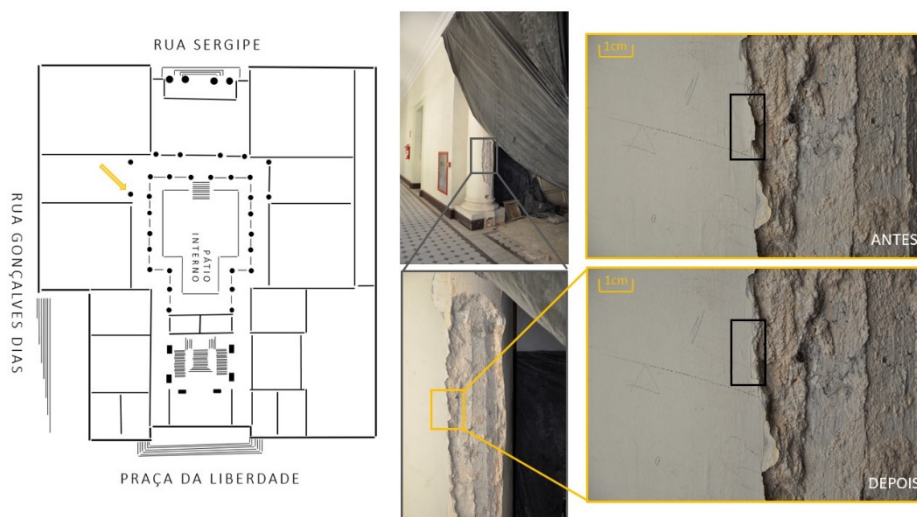 RUA SERGIPE
RUA GONÇALVES DIAS
PÁTIO
INTERNO
PRAÇA DA LIBERDADE
1cm
ANTES
1cm
DEPOIS